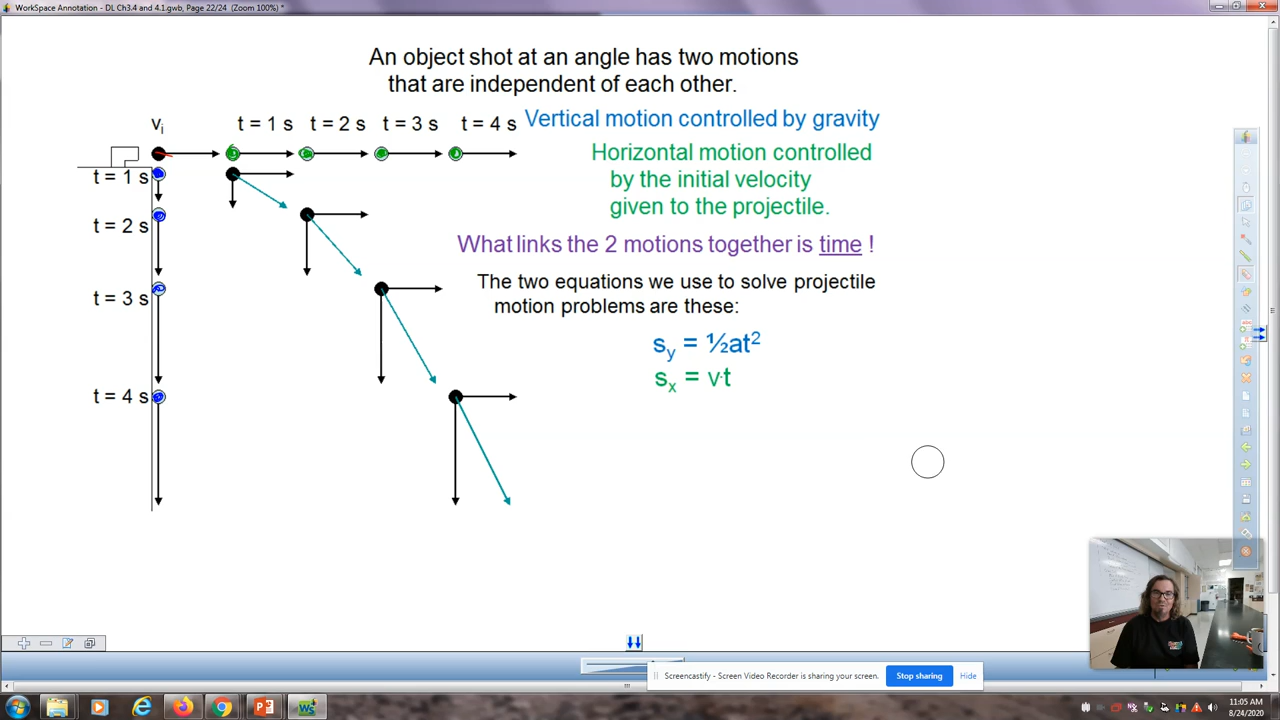 WorkSpace Annotation - DL Ch3.4 and 4.1.gwb, Page 22/24 (Zoom 100%) *
An object shot at an angle has two motions
that are independent of each other.
vᵢ
t = 1 s t = 2 s t = 3 s t = 4 s
Vertical motion controlled by gravity
Horizontal motion controlled
by the initial velocity
given to the projectile.
t = 1 s
t = 2 s
t = 3 s
t = 4 s
What links the 2 motions together is time !
The two equations we use to solve projectile
motion problems are these:
s_y = ½at²
s_x = v·t
Screencastify - Screen Video Recorder is sharing your screen. Stop sharing Hide
11:05 AM
8/24/2020